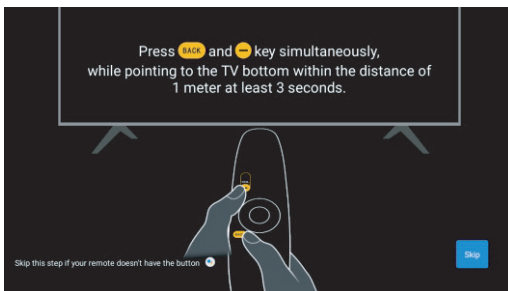 Press BACK and — key simultaneously,
while pointing to the TV bottom within the distance of
1 meter at least 3 seconds.
BACK
Skip this step if your remote doesn't have the button
Skip